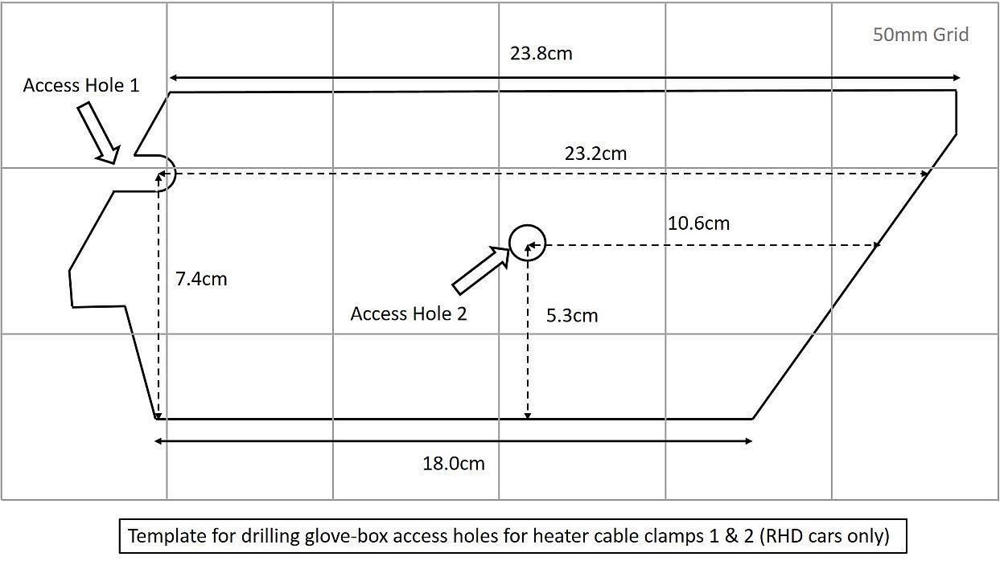 50mm Grid
23.8cm
Access Hole 1
23.2cm
10.6cm
7.4cm
Access Hole 2
5.3cm
18.0cm
Template for drilling glove-box access holes for heater cable clamps 1 & 2 (RHD cars only)